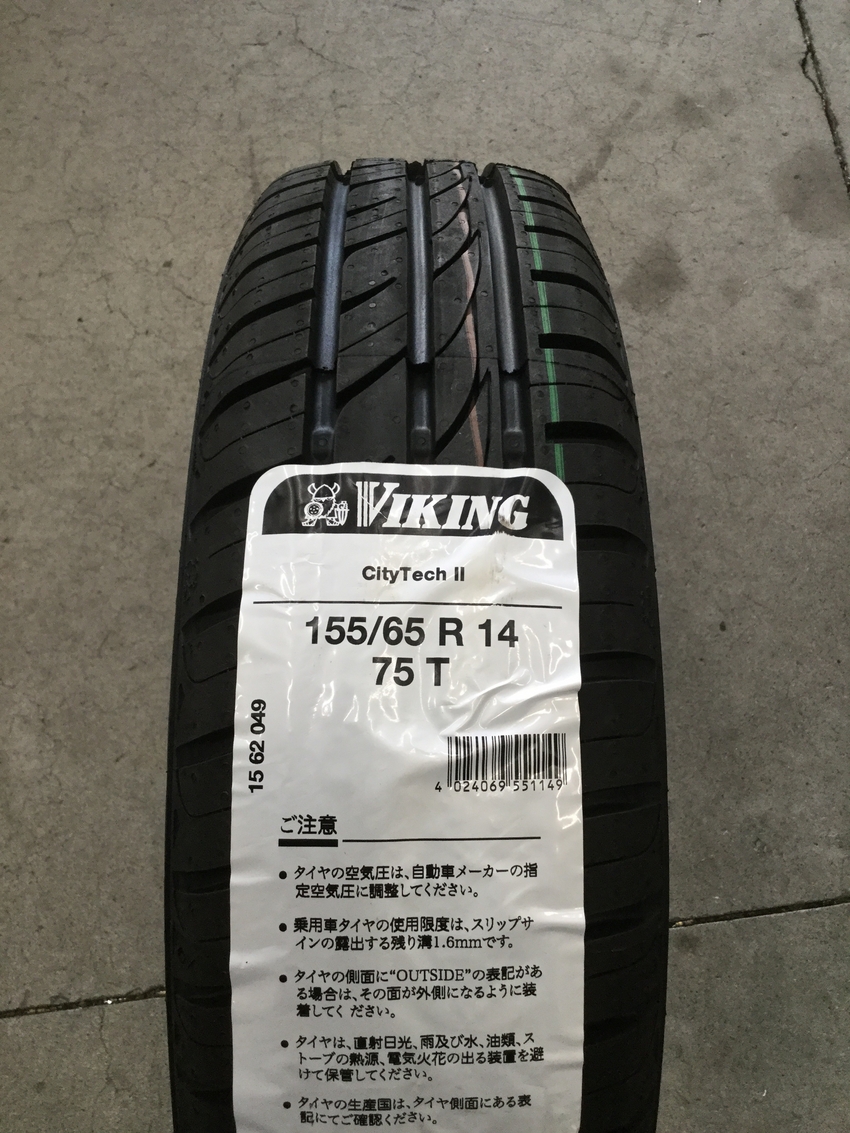 VIKING
CityTech II
155/65 R 14
75 T
15 62 049
4 024069 551149
ご注意
● タイヤの空気圧は、自動車メーカーの指
定空気圧に調整してください。
● 乗用車タイヤの使用限度は、スリップサ
インの露出する残り溝1.6mmです。
● タイヤの側面に“OUTSIDE”の表記があ
る場合は、その面が外側になるように装
着してく ださい。
● タイヤは、直射日光、雨及び水、油類、ス
トーブの熱源、電気火花の出る装置を避
けて保管してください。
● タイヤの生産国は、タイヤ側面にある表
記にてご確認ください。